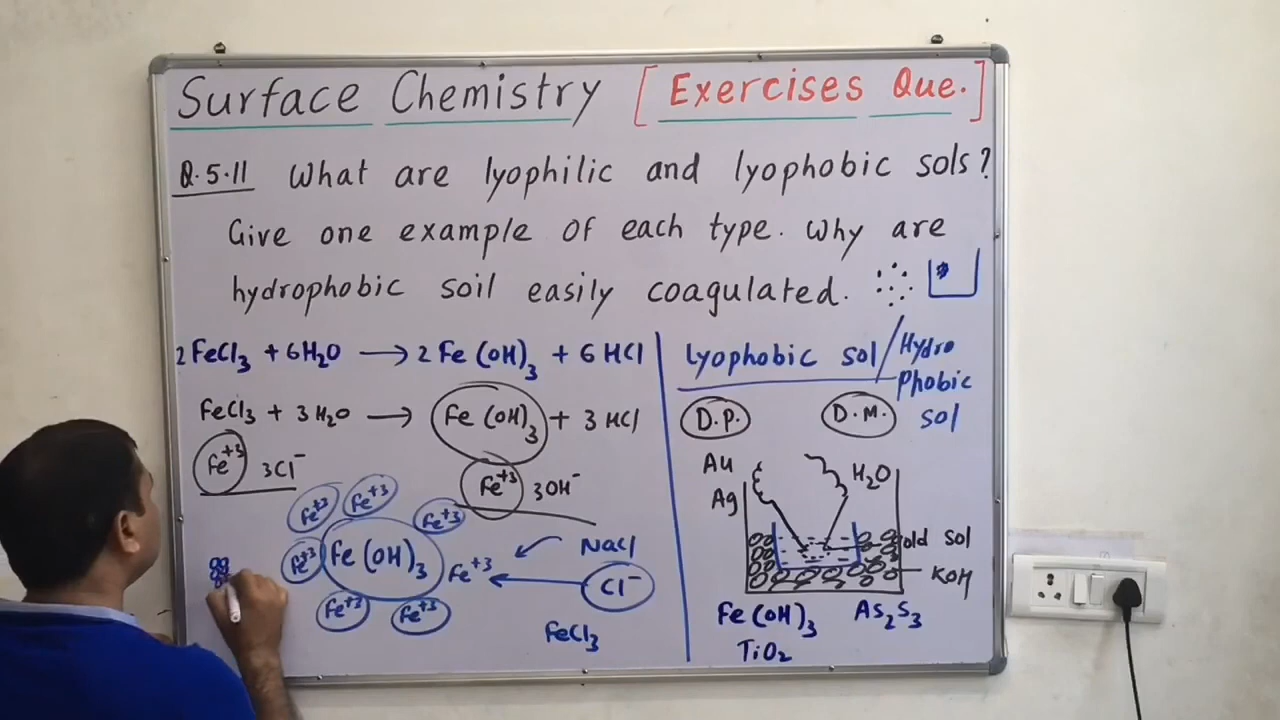 Surface Chemistry [Exercises Que.]
Q.5.11 What are lyophilic and lyophobic sols?
Give one example of each type. Why are
hydrophobic soil easily coagulated.
2FeCl₃ + 6H₂O → 2Fe(OH)₃ + 6HCl
FeCl₃ + 3H₂O → Fe(OH)₃ + 3HCl
Fe⁺³ 3Cl⁻
Fe⁺³ 3OH⁻
Fe⁺³ Fe⁺³ Fe⁺³
Fe⁺³ Fe(OH)₃ Fe⁺³
Fe⁺³ Fe⁺³
NaCl
Cl⁻
FeCl₃
Lyophobic sol/Hydro
Phobic
sol
D.P. D.M.
Au H₂O
Ag
old sol
KOH
Fe(OH)₃ As₂S₃
TiO₂